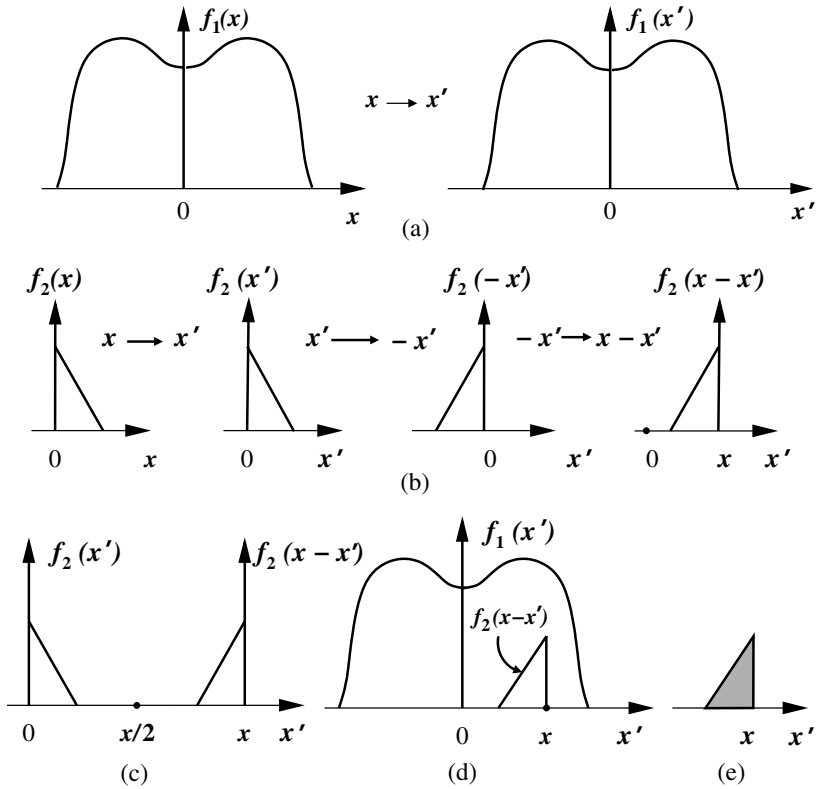 f₁(x) f₁(x′)
x → x′
0 x 0 x′
(a)
f₂(x) f₂(x′) f₂(− x′) f₂(x − x′)
x → x′ x′ → − x′ − x′ → x − x′
0 x 0 x′ 0 x′ 0 x x′
(b)
f₂(x′) f₂(x − x′) f₁(x′)
f₂(x−x′)
0 x/2 x x′ 0 x x′ x x′
(c) (d) (e)